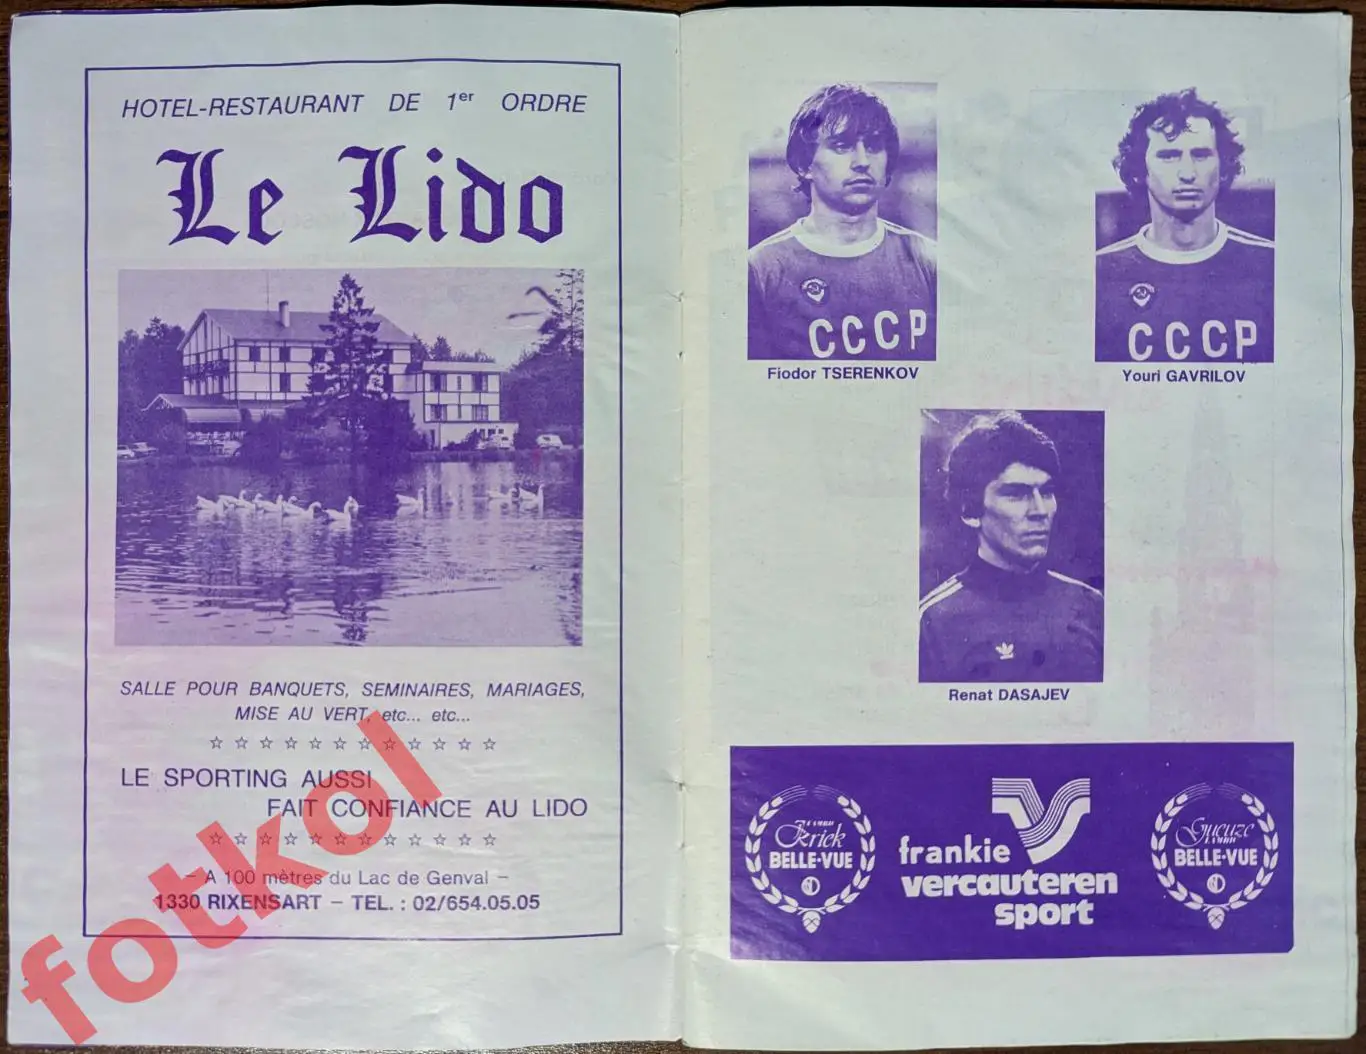 HOTEL-RESTAURANT DE 1er ORDRE
Le Lido
SALLE POUR BANQUETS, SEMINAIRES, MARIAGES,
MISE AU VERT, etc... etc...
☆ ☆ ☆ ☆ ☆ ☆ ☆ ☆ ☆ ☆ ☆ ☆
LE SPORTING AUSSI
FAIT CONFIANCE AU LIDO
☆ ☆ ☆ ☆ ☆ ☆ ☆ ☆ ☆ ☆ ☆ ☆
– A 100 mètres du Lac de Genval –
1330 RIXENSART – TEL. : 02/654.05.05
fotkol
CCCP
Fiodor TSERENKOV
CCCP
Youri GAVRILOV
Renat DASAJEV
Kriek
BELLE-VUE
frankie
vercauteren
sport
Gueuze
LAMBIC
BELLE-VUE